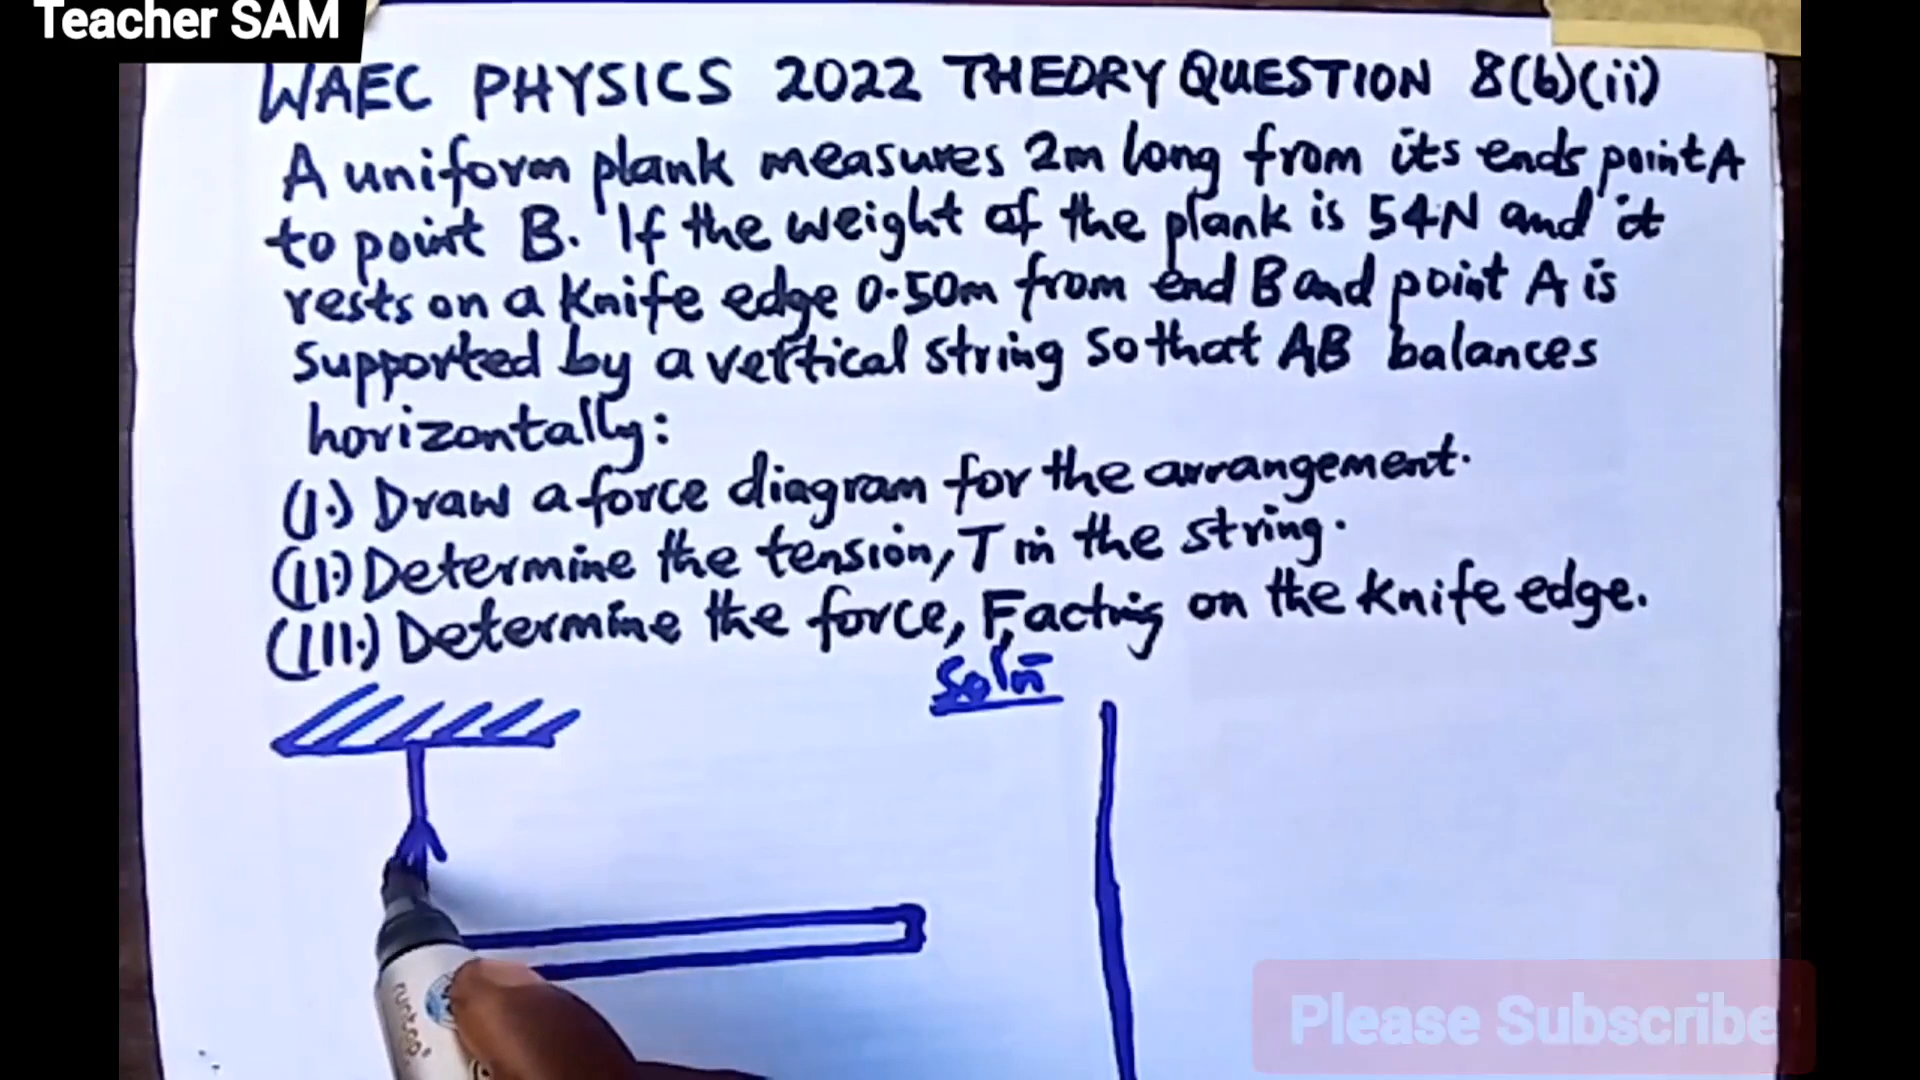 Teacher SAM
WAEC PHYSICS 2022 THEORY QUESTION 8(b)(ii)
A uniform plank measures 2m long from its ends point A
to point B. If the weight of the plank is 54N and it
rests on a knife edge 0.50m from end B and point A is
supported by a vertical string so that AB balances
horizontally:
(I.) Draw a force diagram for the arrangement.
(II.) Determine the tension, T in the string.
(III.) Determine the force, F, acting on the knife edge.
Soln
Please Subscribe